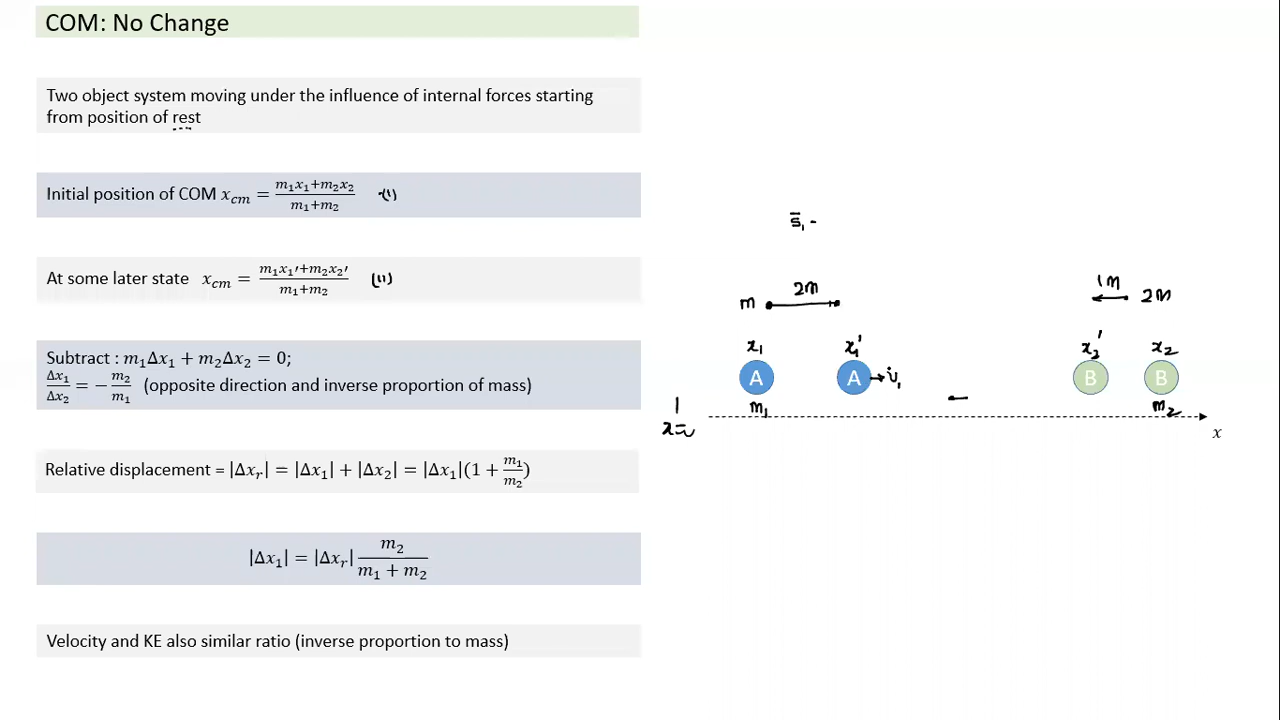 COM: No Change
Two object system moving under the influence of internal forces starting
from position of rest
Initial position of COM x_cm = (m₁x₁+m₂x₂)/(m₁+m₂) (1)
At some later state x_cm = (m₁x₁′+m₂x₂′)/(m₁+m₂) (11)
Subtract : m₁Δx₁ + m₂Δx₂ = 0;
Δx₁/Δx₂ = −m₂/m₁ (opposite direction and inverse proportion of mass)
Relative displacement = |Δx_r| = |Δx₁| + |Δx₂| = |Δx₁|(1 + m₁/m₂)
|Δx₁| = |Δx_r| m₂/(m₁ + m₂)
Velocity and KE also similar ratio (inverse proportion to mass)
s̄₁ -
m 2m
1m 2m
x₁ x₁′ x₂′ x₂
A A v₁ B B
m₁ m₂
x